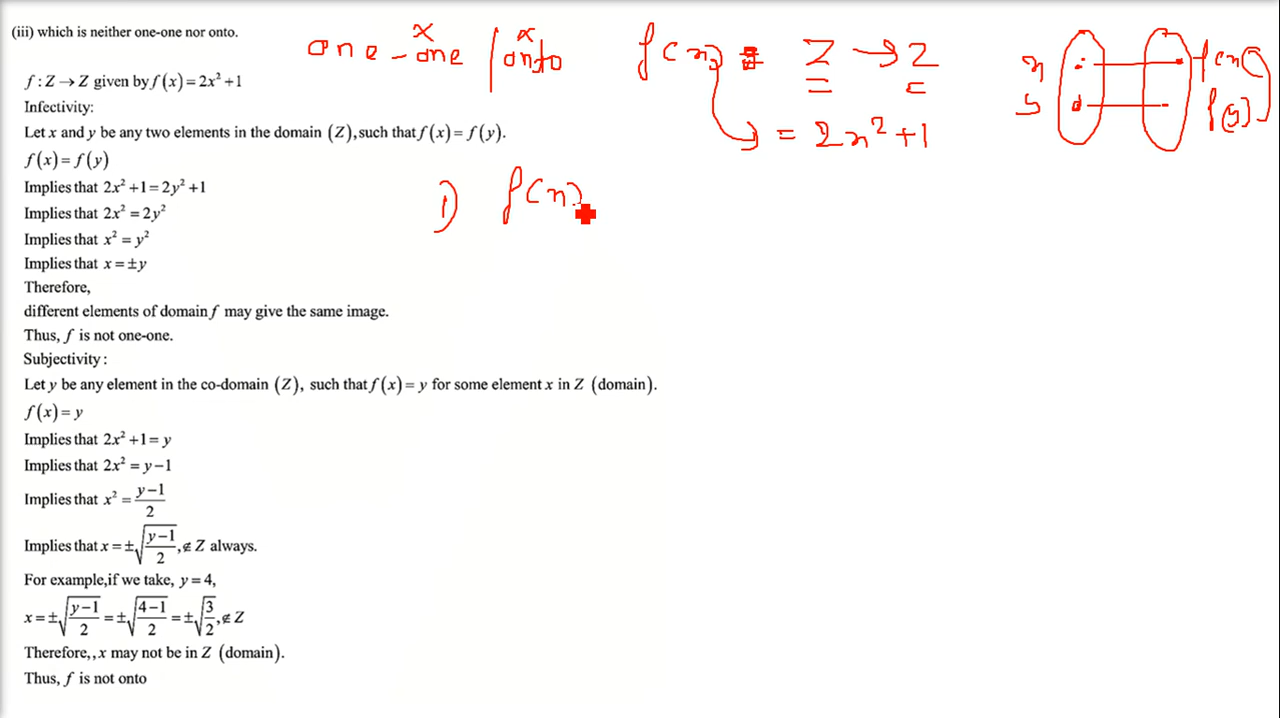 (iii) which is neither one-one nor onto.
one-one / onto
x x
f(x) = Z → Z
= 2x² + 1
x f(x)
y f(y)
f : Z → Z given by f(x) = 2x² + 1
Infectivity:
Let x and y be any two elements in the domain (Z), such that f(x) = f(y).
f(x) = f(y)
1) f(x)
Implies that 2x² + 1 = 2y² + 1
Implies that 2x² = 2y²
Implies that x² = y²
Implies that x = ±y
Therefore,
different elements of domain f may give the same image.
Thus, f is not one-one.
Subjectivity :
Let y be any element in the co-domain (Z), such that f(x) = y for some element x in Z (domain).
f(x) = y
Implies that 2x² + 1 = y
Implies that 2x² = y − 1
Implies that x² = (y−1)/2
Implies that x = ±√((y−1)/2), ∉ Z always.
For example,if we take, y = 4,
x = ±√((y−1)/2) = ±√((4−1)/2) = ±√(3/2), ∉ Z
Therefore,,x may not be in Z (domain).
Thus, f is not onto